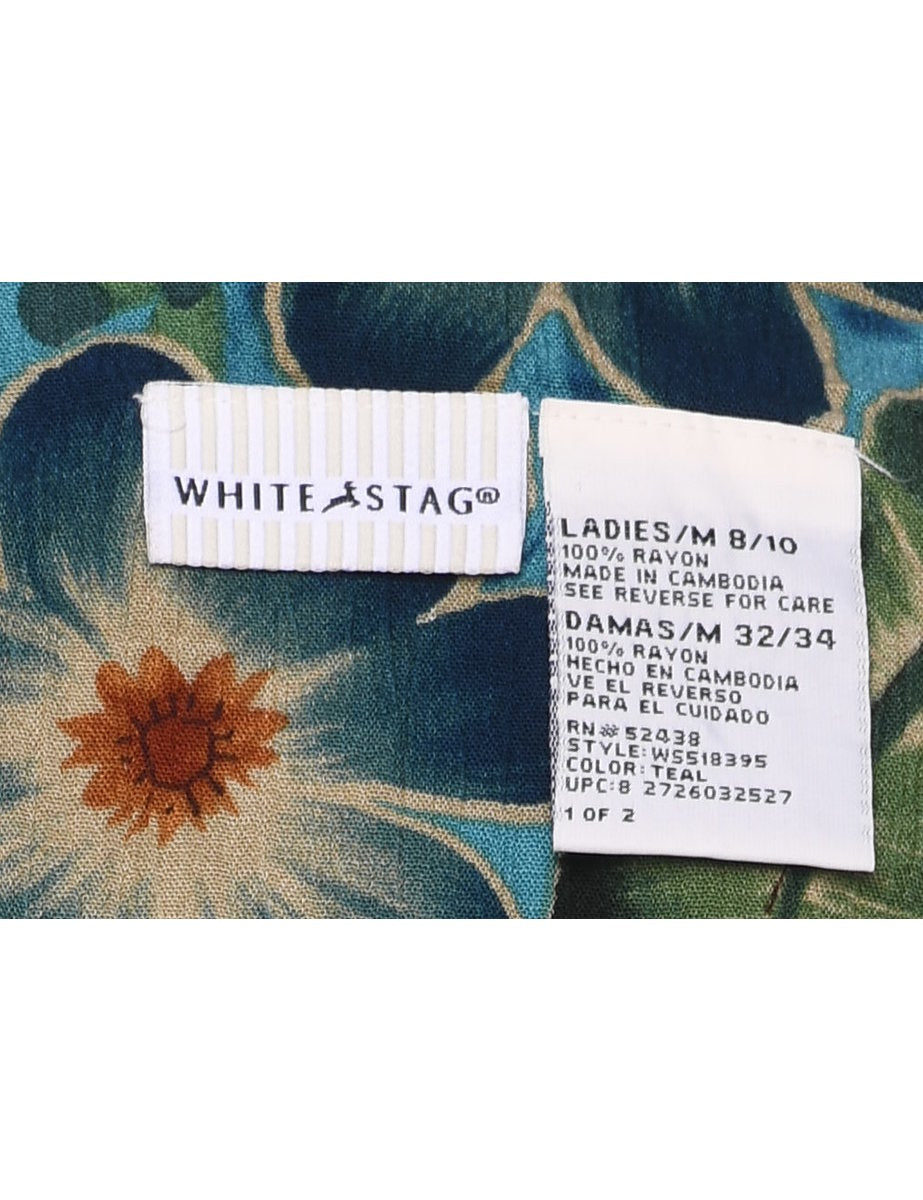 WHITE STAG®
LADIES/M 8/10
100% RAYON
MADE IN CAMBODIA
SEE REVERSE FOR CARE
DAMAS/M 32/34
100% RAYON
HECHO EN CAMBODIA
VE EL REVERSO
PARA EL CUIDADO
RN# 52438
STYLE: WS518395
COLOR: TEAL
UPC:8 2726032527
1 OF 2